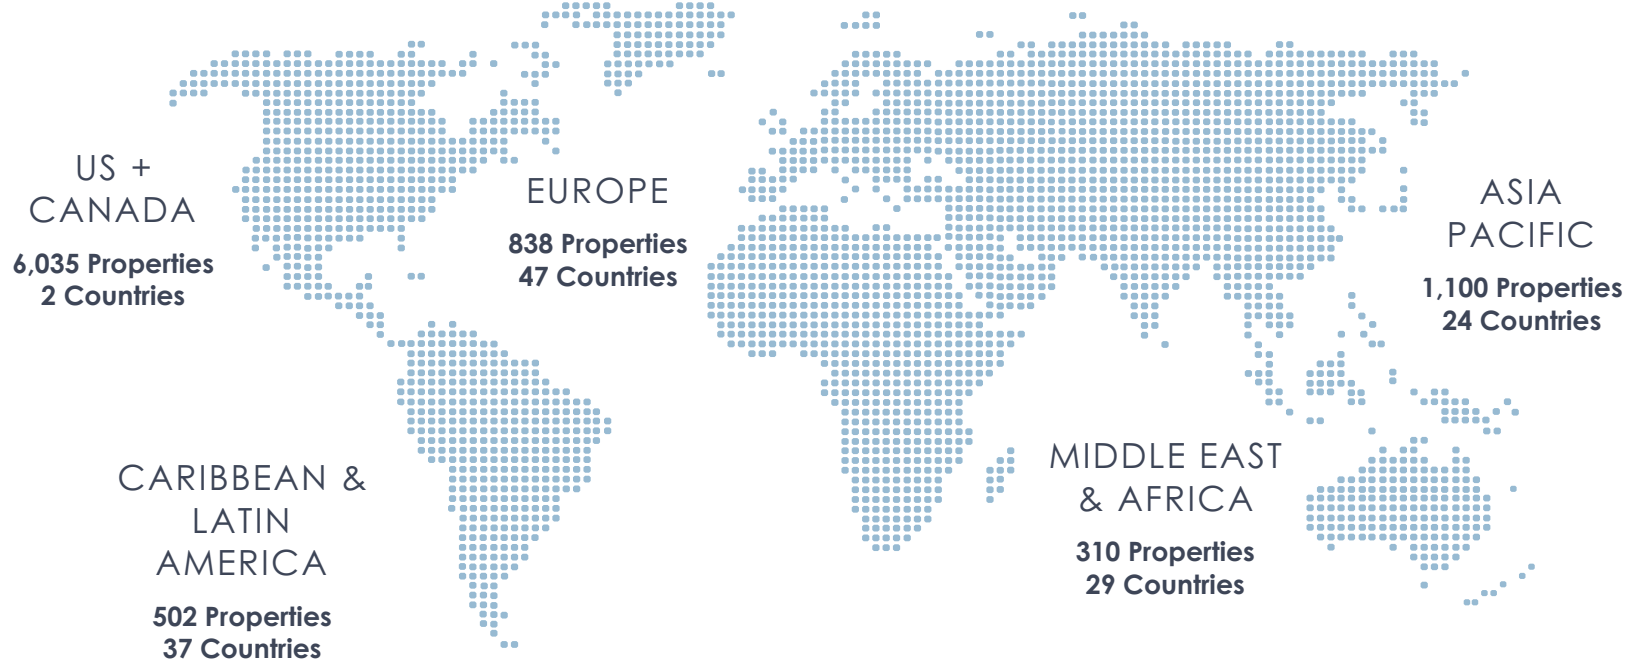 US +
CANADA
6,035 Properties
2 Countries
EUROPE
838 Properties
47 Countries
ASIA
PACIFIC
1,100 Properties
24 Countries
CARIBBEAN &
LATIN
AMERICA
502 Properties
37 Countries
MIDDLE EAST
& AFRICA
310 Properties
29 Countries